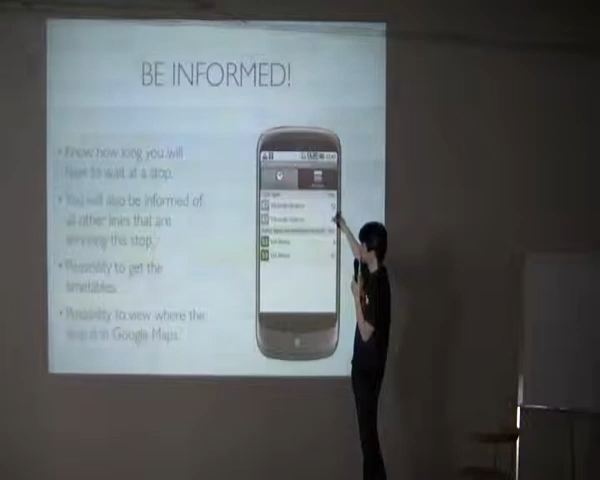 BE INFORMED!
• Know how long you will
have to wait at a stop.
• You will also be informed of
all other lines that are
serving this stop.
• Possibility to get the
timetables.
• Possibility to view where the
stop is in Google Maps.